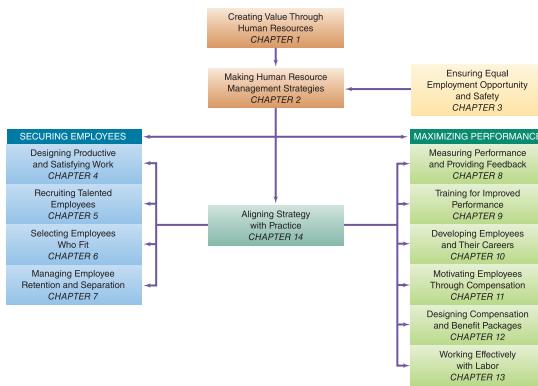 Creating Value Through
Human Resources
CHAPTER 1
Making Human Resource
Management Strategies
CHAPTER 2
Ensuring Equal
Employment Opportunity
and Safety
CHAPTER 3
SECURING EMPLOYEES
Designing Productive
and Satisfying Work
CHAPTER 4
Recruiting Talented
Employees
CHAPTER 5
Selecting Employees
Who Fit
CHAPTER 6
Managing Employee
Retention and Separation
CHAPTER 7
Aligning Strategy
with Practice
CHAPTER 14
MAXIMIZING PERFORMANCE
Measuring Performance
and Providing Feedback
CHAPTER 8
Training for Improved
Performance
CHAPTER 9
Developing Employees
and Their Careers
CHAPTER 10
Motivating Employees
Through Compensation
CHAPTER 11
Designing Compensation
and Benefit Packages
CHAPTER 12
Working Effectively
with Labor
CHAPTER 13